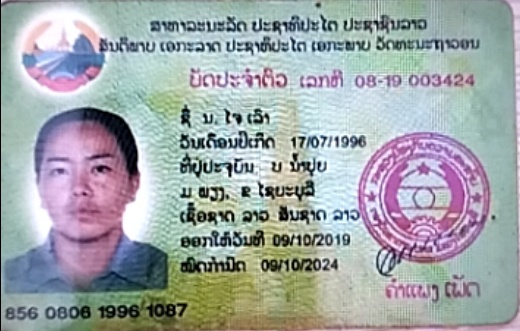 ສາທາລະນະລັດ ປະຊາທິປະໄຕ ປະຊາຊົນລາວ
ສັນຕິພາບ ເອກະລາດ ປະຊາທິປະໄຕ ເອກະພາບ ວັດທະນະຖາວອນ
ບັດປະຈຳຕົວ ເລກທີ 08-19 003424
ຊື່ ນ. ໄຈ ເລົາ
ວັນເດືອນປີເກີດ 17/07/1996
ທີ່ຢູ່ປະຈຸບັນ ບ ນ້ຳປຸຍ
ມ ພຽງ, ຂ ໄຊຍະບູລີ
ເຊື້ອຊາດ ລາວ ສັນຊາດ ລາວ
ອອກໃຫ້ວັນທີ 09/10/2019
ໝົດກຳນົດ 09/10/2024
ຄຳແພງ ເພັດ
856 0806 1996 1087